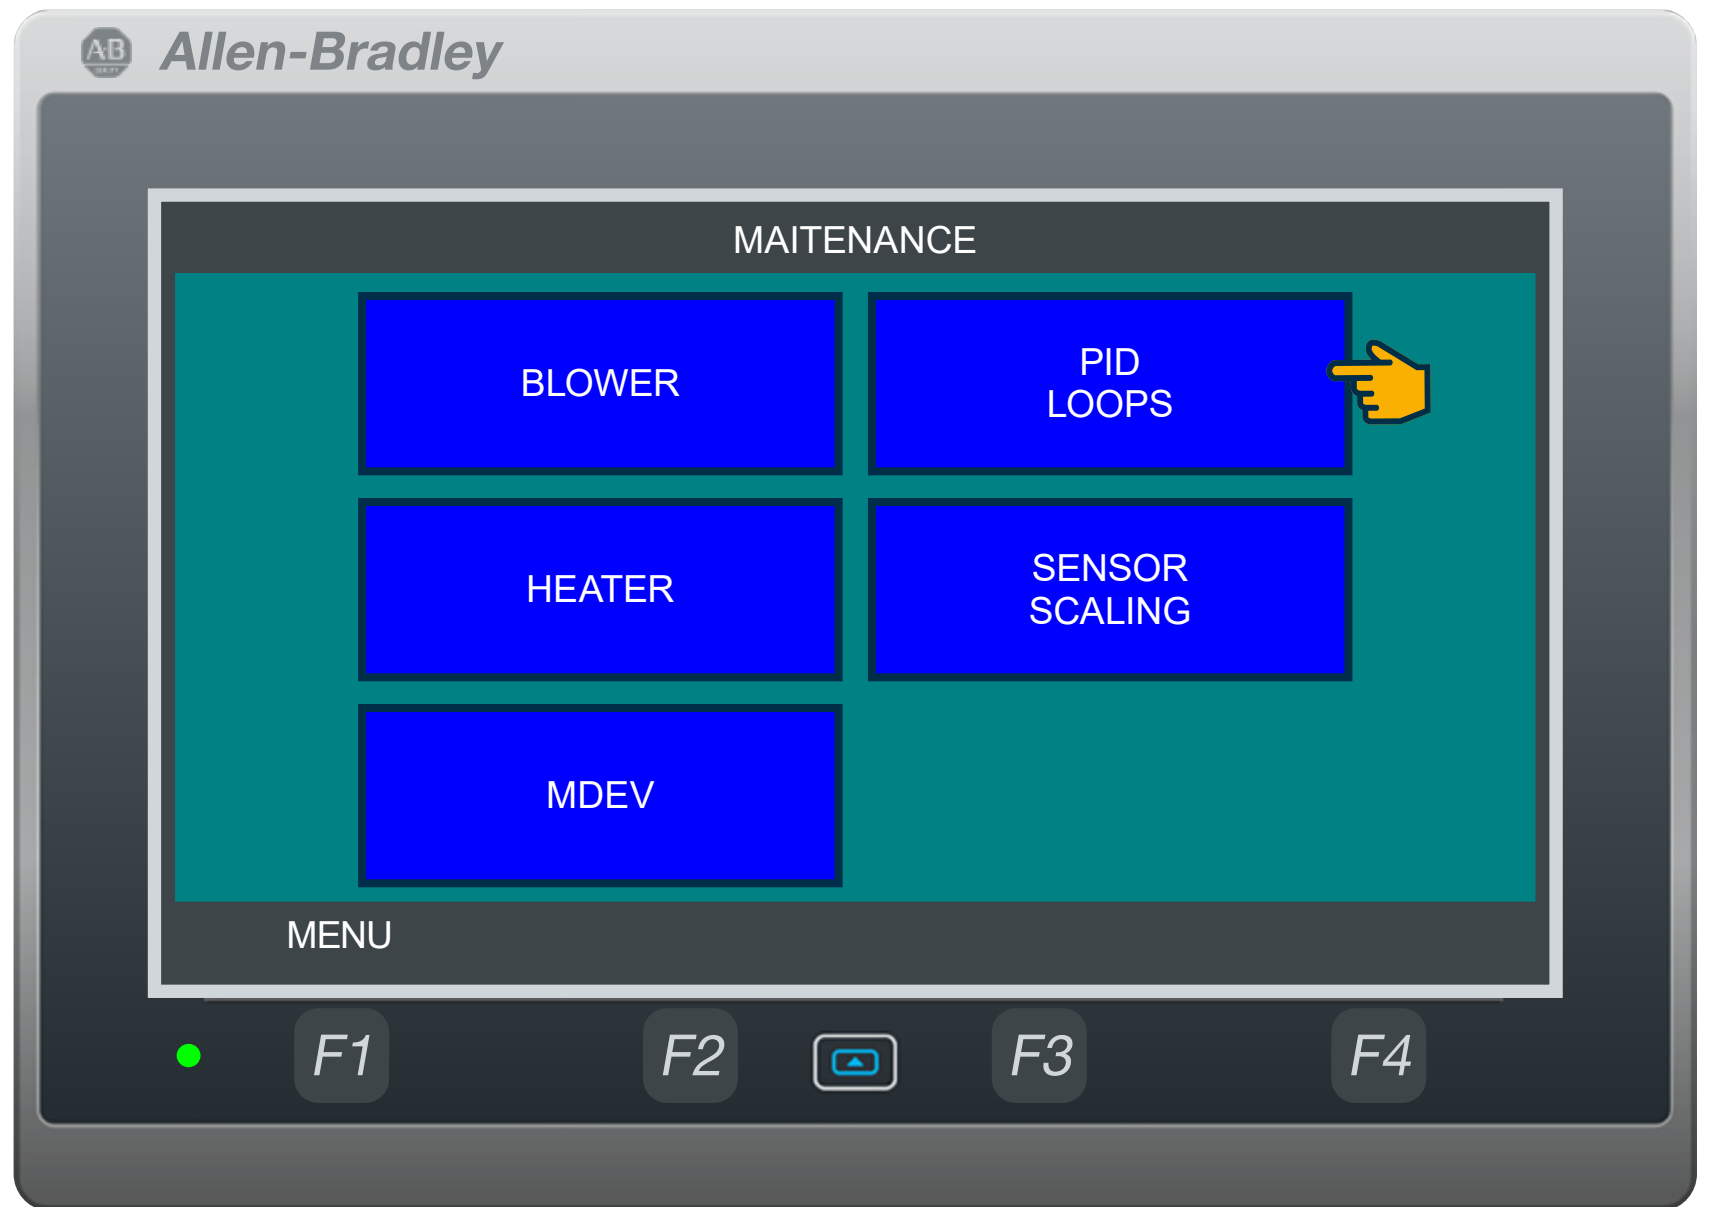 A·B
Allen-Bradley
MAITENANCE
BLOWER
PID
LOOPS
HEATER
SENSOR
SCALING
MDEV
MENU
F1
F2
F3
F4